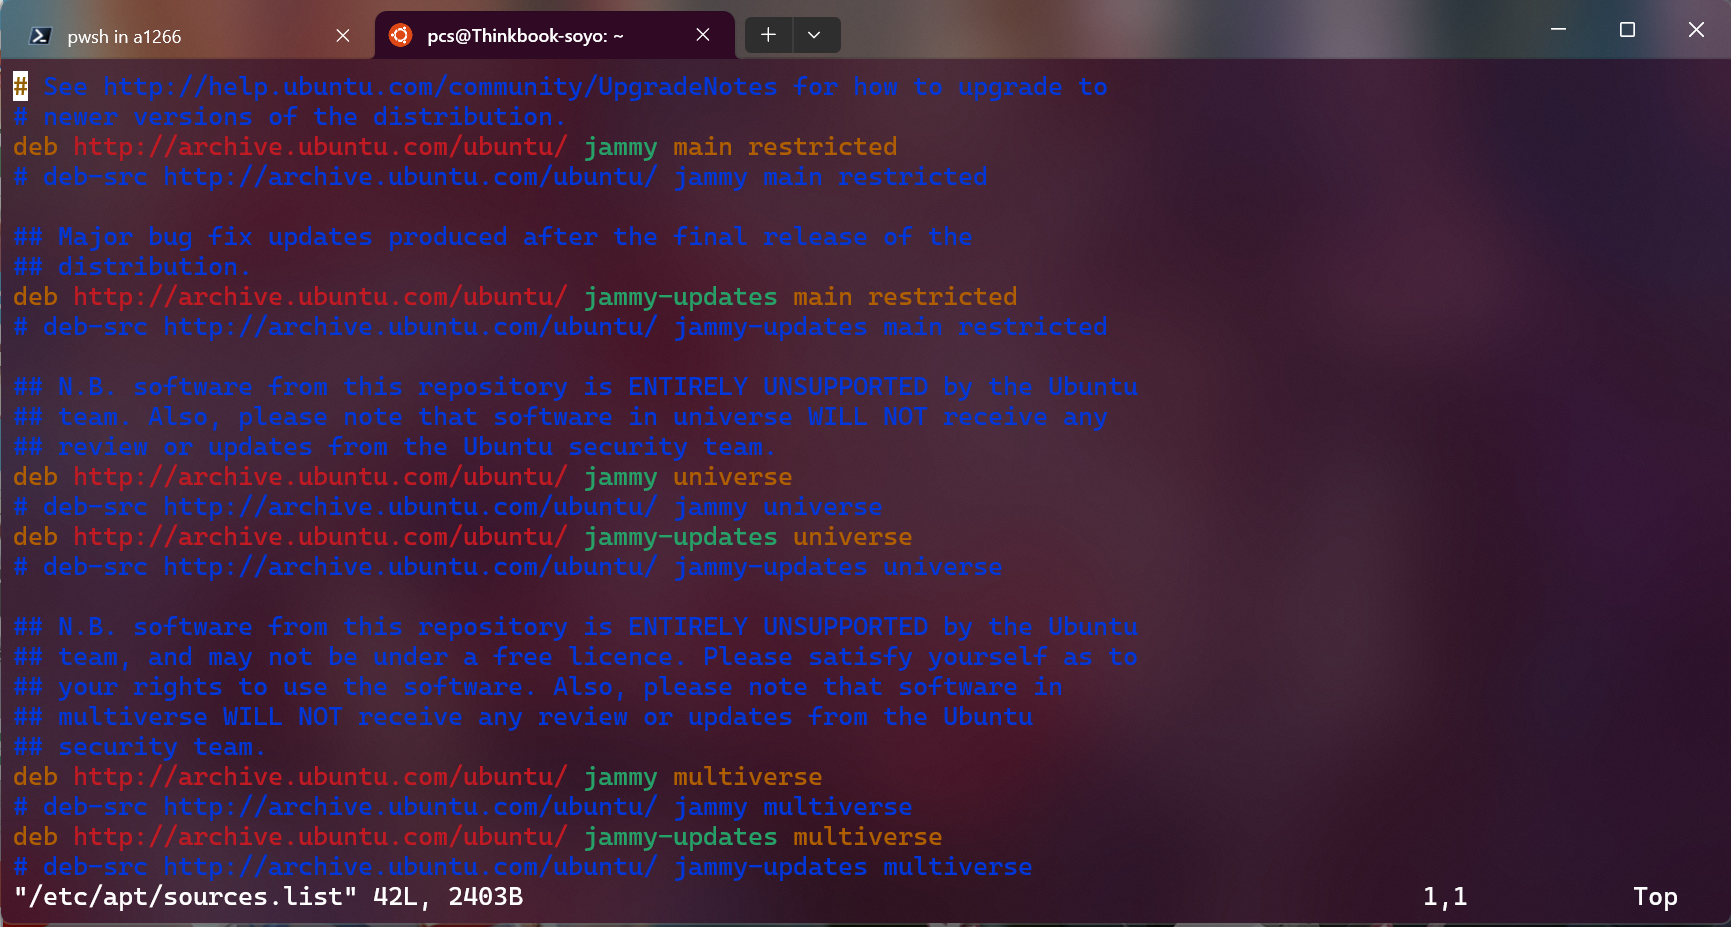 pwsh in a1266
pcs@Thinkbook-soyo: ~
# See http://help.ubuntu.com/community/UpgradeNotes for how to upgrade to
# newer versions of the distribution.
deb http://archive.ubuntu.com/ubuntu/ jammy main restricted
# deb-src http://archive.ubuntu.com/ubuntu/ jammy main restricted
## Major bug fix updates produced after the final release of the
## distribution.
deb http://archive.ubuntu.com/ubuntu/ jammy-updates main restricted
# deb-src http://archive.ubuntu.com/ubuntu/ jammy-updates main restricted
## N.B. software from this repository is ENTIRELY UNSUPPORTED by the Ubuntu
## team. Also, please note that software in universe WILL NOT receive any
## review or updates from the Ubuntu security team.
deb http://archive.ubuntu.com/ubuntu/ jammy universe
# deb-src http://archive.ubuntu.com/ubuntu/ jammy universe
deb http://archive.ubuntu.com/ubuntu/ jammy-updates universe
# deb-src http://archive.ubuntu.com/ubuntu/ jammy-updates universe
## N.B. software from this repository is ENTIRELY UNSUPPORTED by the Ubuntu
## team, and may not be under a free licence. Please satisfy yourself as to
## your rights to use the software. Also, please note that software in
## multiverse WILL NOT receive any review or updates from the Ubuntu
## security team.
deb http://archive.ubuntu.com/ubuntu/ jammy multiverse
# deb-src http://archive.ubuntu.com/ubuntu/ jammy multiverse
deb http://archive.ubuntu.com/ubuntu/ jammy-updates multiverse
# deb-src http://archive.ubuntu.com/ubuntu/ jammy-updates multiverse
"/etc/apt/sources.list" 42L, 2403B 1,1 Top